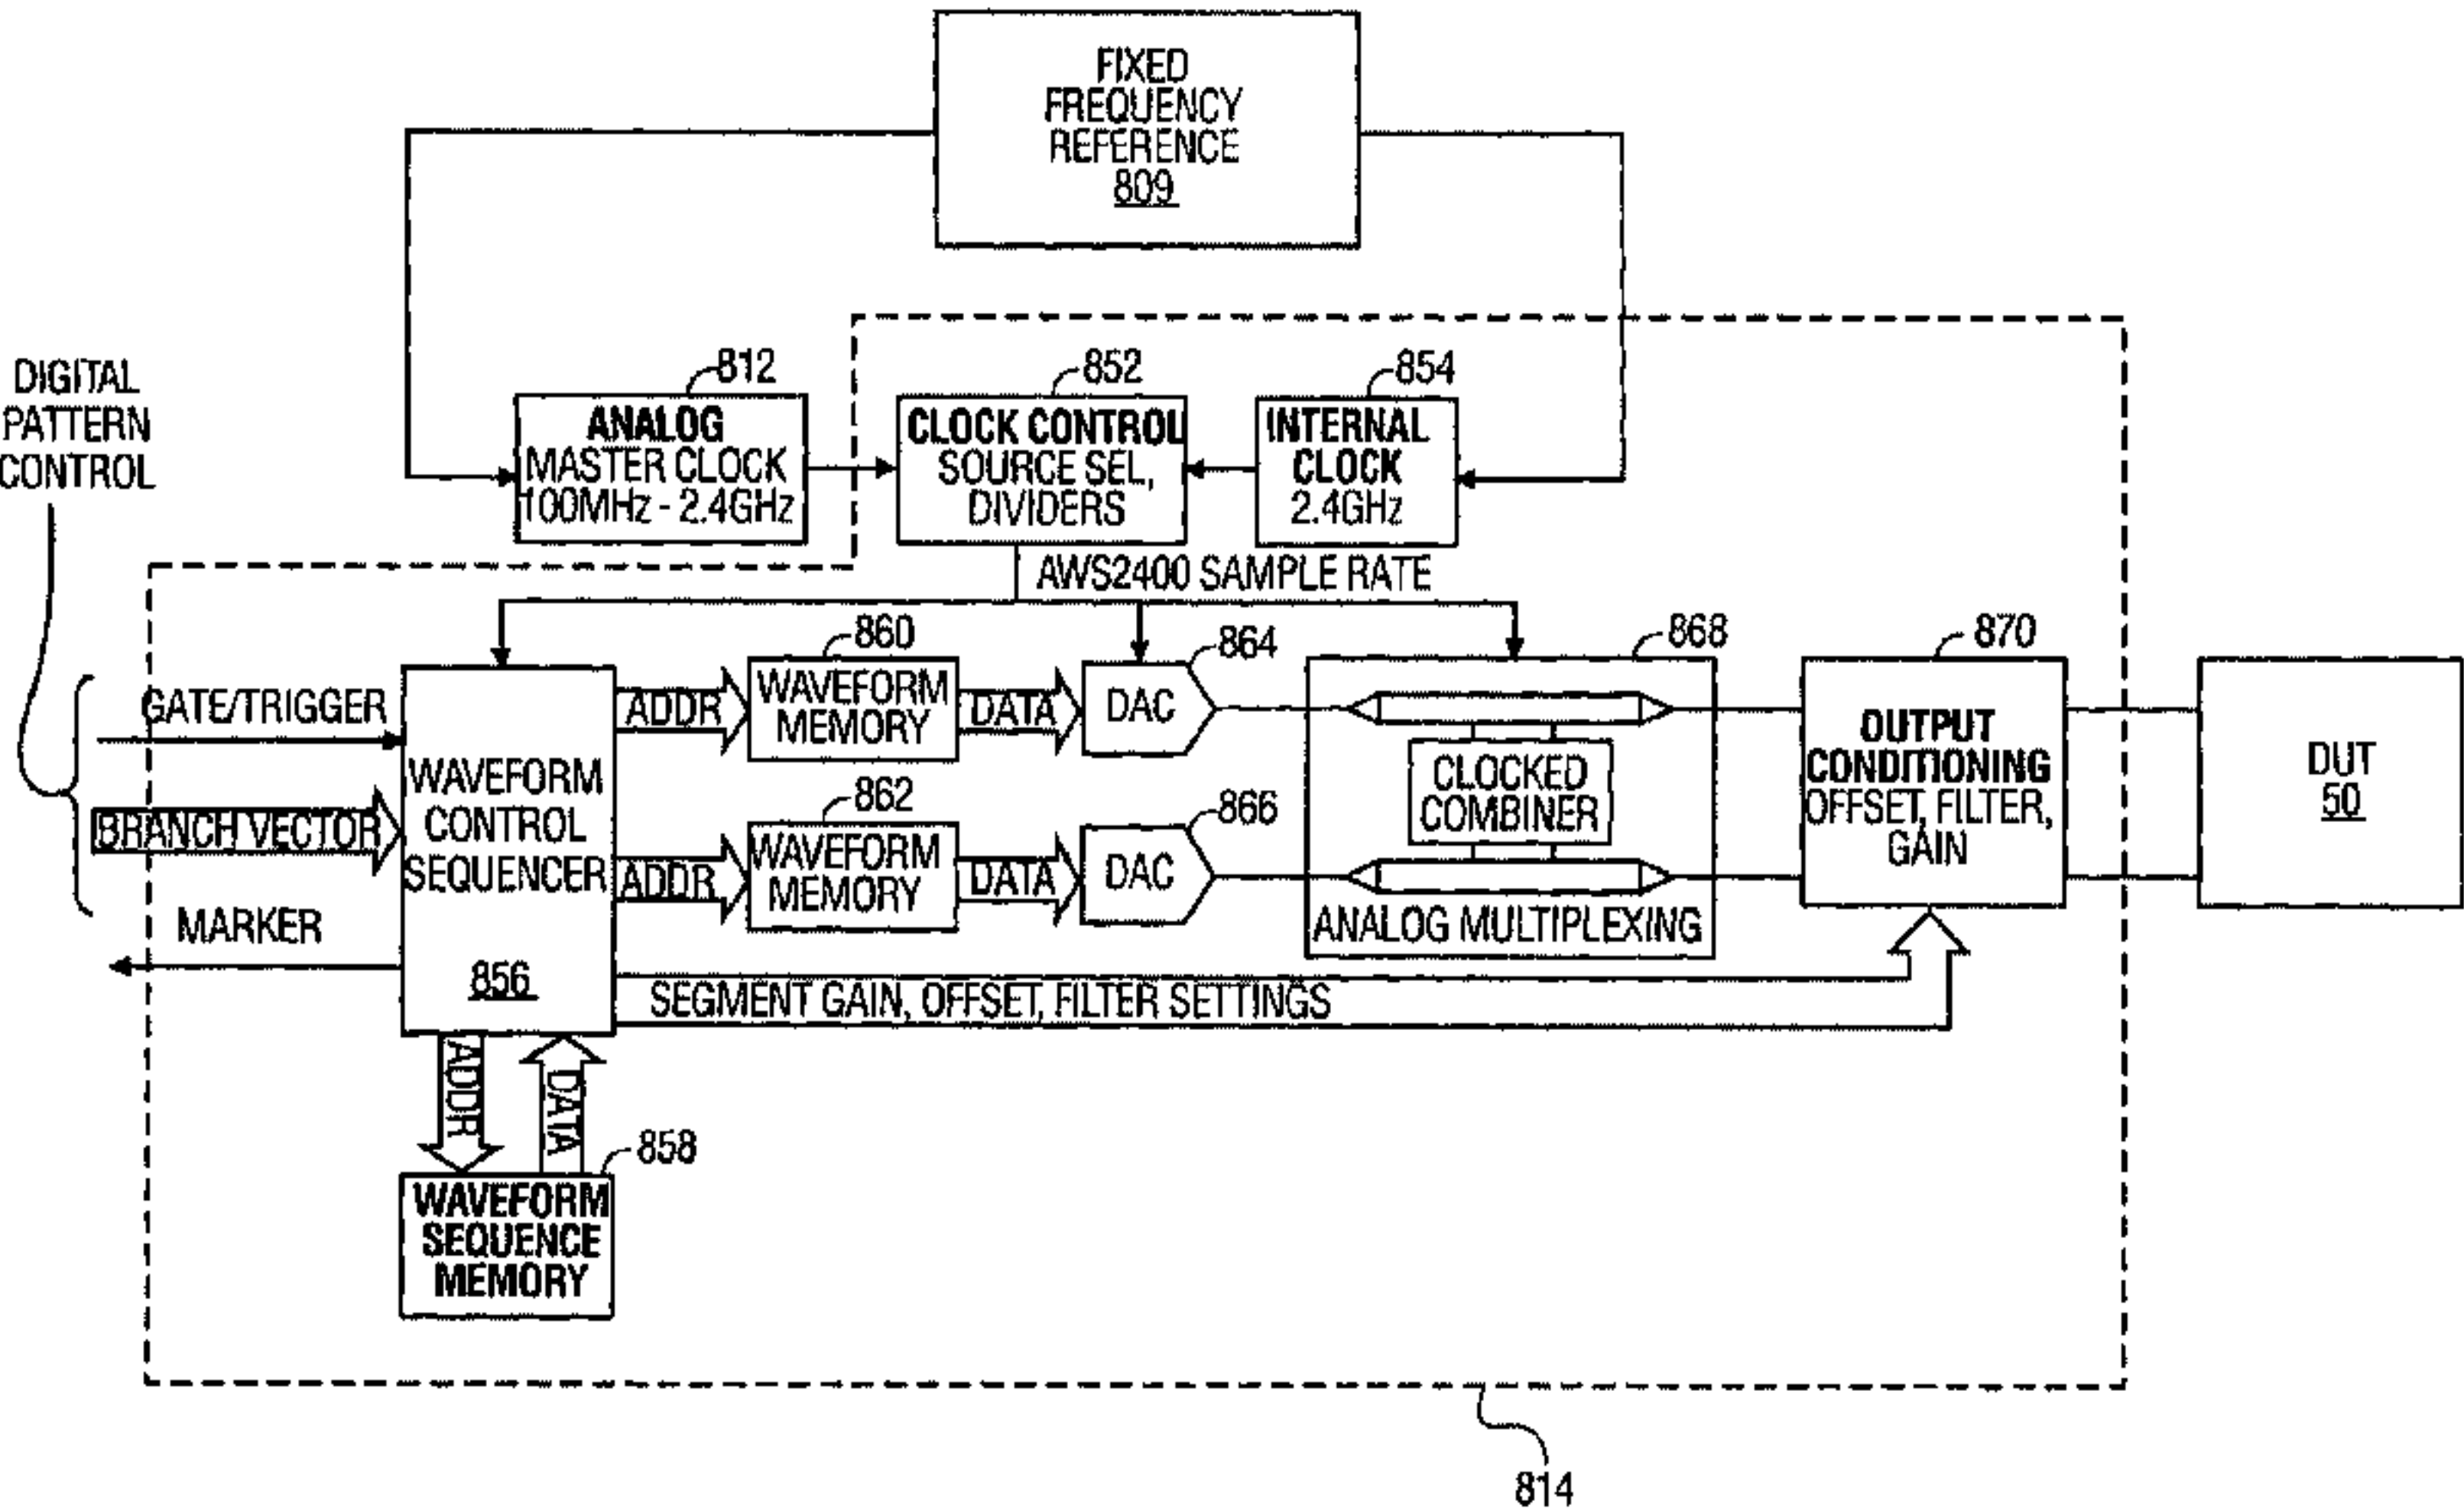 FIXED
FREQUENCY
REFERENCE
809
DIGITAL
PATTERN
CONTROL
812
ANALOG
MASTER CLOCK
100MHz - 2.4GHz
852
CLOCK CONTROL
SOURCE SEL,
DIVIDERS
854
INTERNAL
CLOCK
2.4GHz
AWS2400 SAMPLE RATE
GATE/TRIGGER
BRANCH VECTOR
MARKER
WAVEFORM
CONTROL
SEQUENCER
856
ADDR
860
WAVEFORM
MEMORY
DATA
864
DAC
ADDR
862
WAVEFORM
MEMORY
DATA
866
DAC
868
CLOCKED
COMBINER
ANALOG MULTIPLEXING
870
OUTPUT
CONDITIONING
OFFSET, FILTER,
GAIN
DUT
50
SEGMENT GAIN, OFFSET, FILTER SETTINGS
ADDR
DATA
858
WAVEFORM
SEQUENCE
MEMORY
814